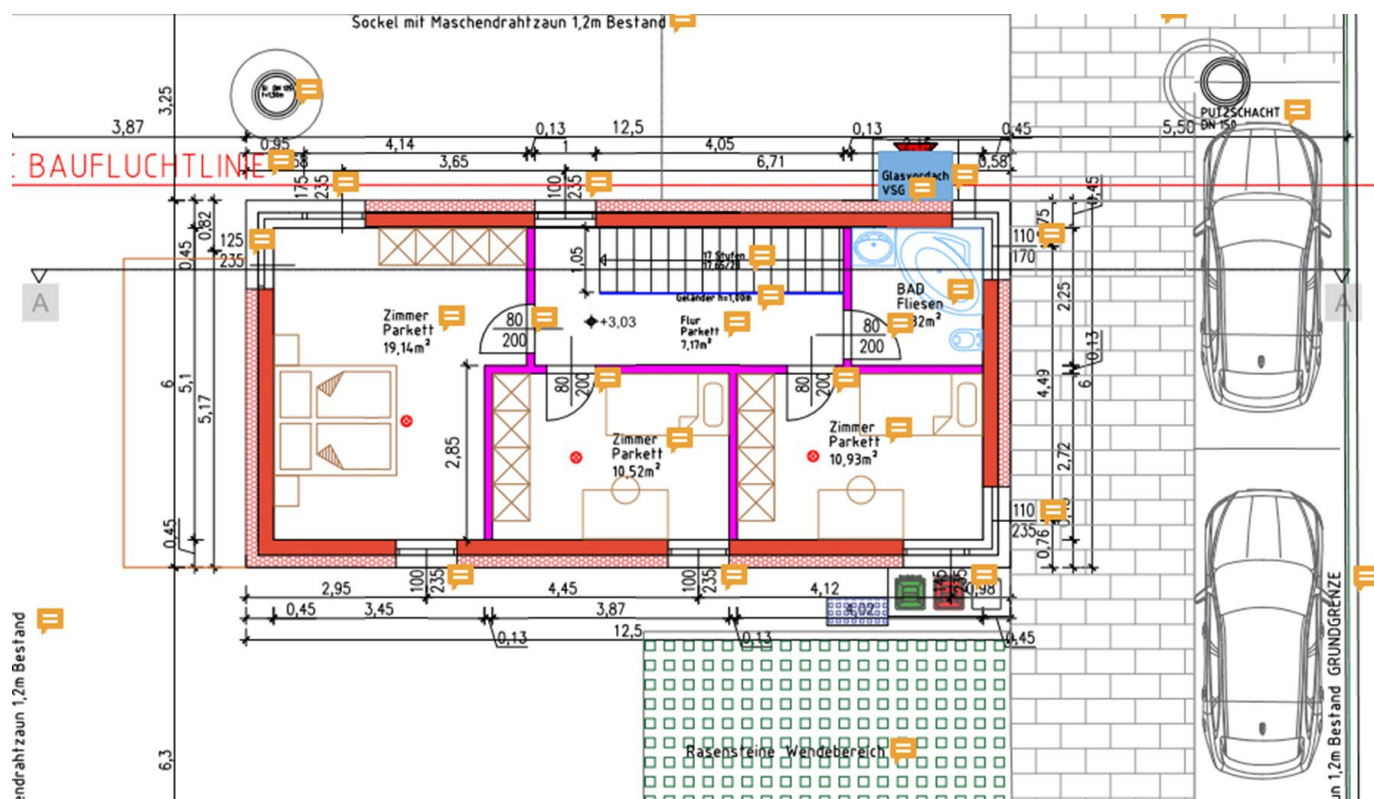 Sockel mit Maschendrahtzaun 1,2m Bestand
3,25
3,87
0,95
4,14
0,13
1
12,5
4,05
0,13
0,45
5,50
PUTZSCHACHT
DN 150
E BAUFLUCHTLINIE
3,65
6,71
0,58
175
235
100
235
Glasvordach
VSG
0,45
0,82
0,45
125
235
110
170
A
A
1,05
17 Stufen
Geländer h=1,00m
BAD
Fliesen
2,25
Zimmer
Parkett
19,14m²
80
200
+3,03
Flur
Parkett
7,17m²
80
200
0,13
6
5,1
5,17
80
200
80
200
4,49
6
2,85
Zimmer
Parkett
10,52m²
Zimmer
Parkett
10,93m²
2,72
0,45
110
235
0,76
100
235
100
235
2,95
4,45
4,12
0,98
0,45
3,45
3,87
4,02
0,13
12,5
0,13
0,45
Rasensteine Wendebereich
6,3
endrahtzaun 1,2m Bestand
un 1,2m Bestand GRUNDGRENZE